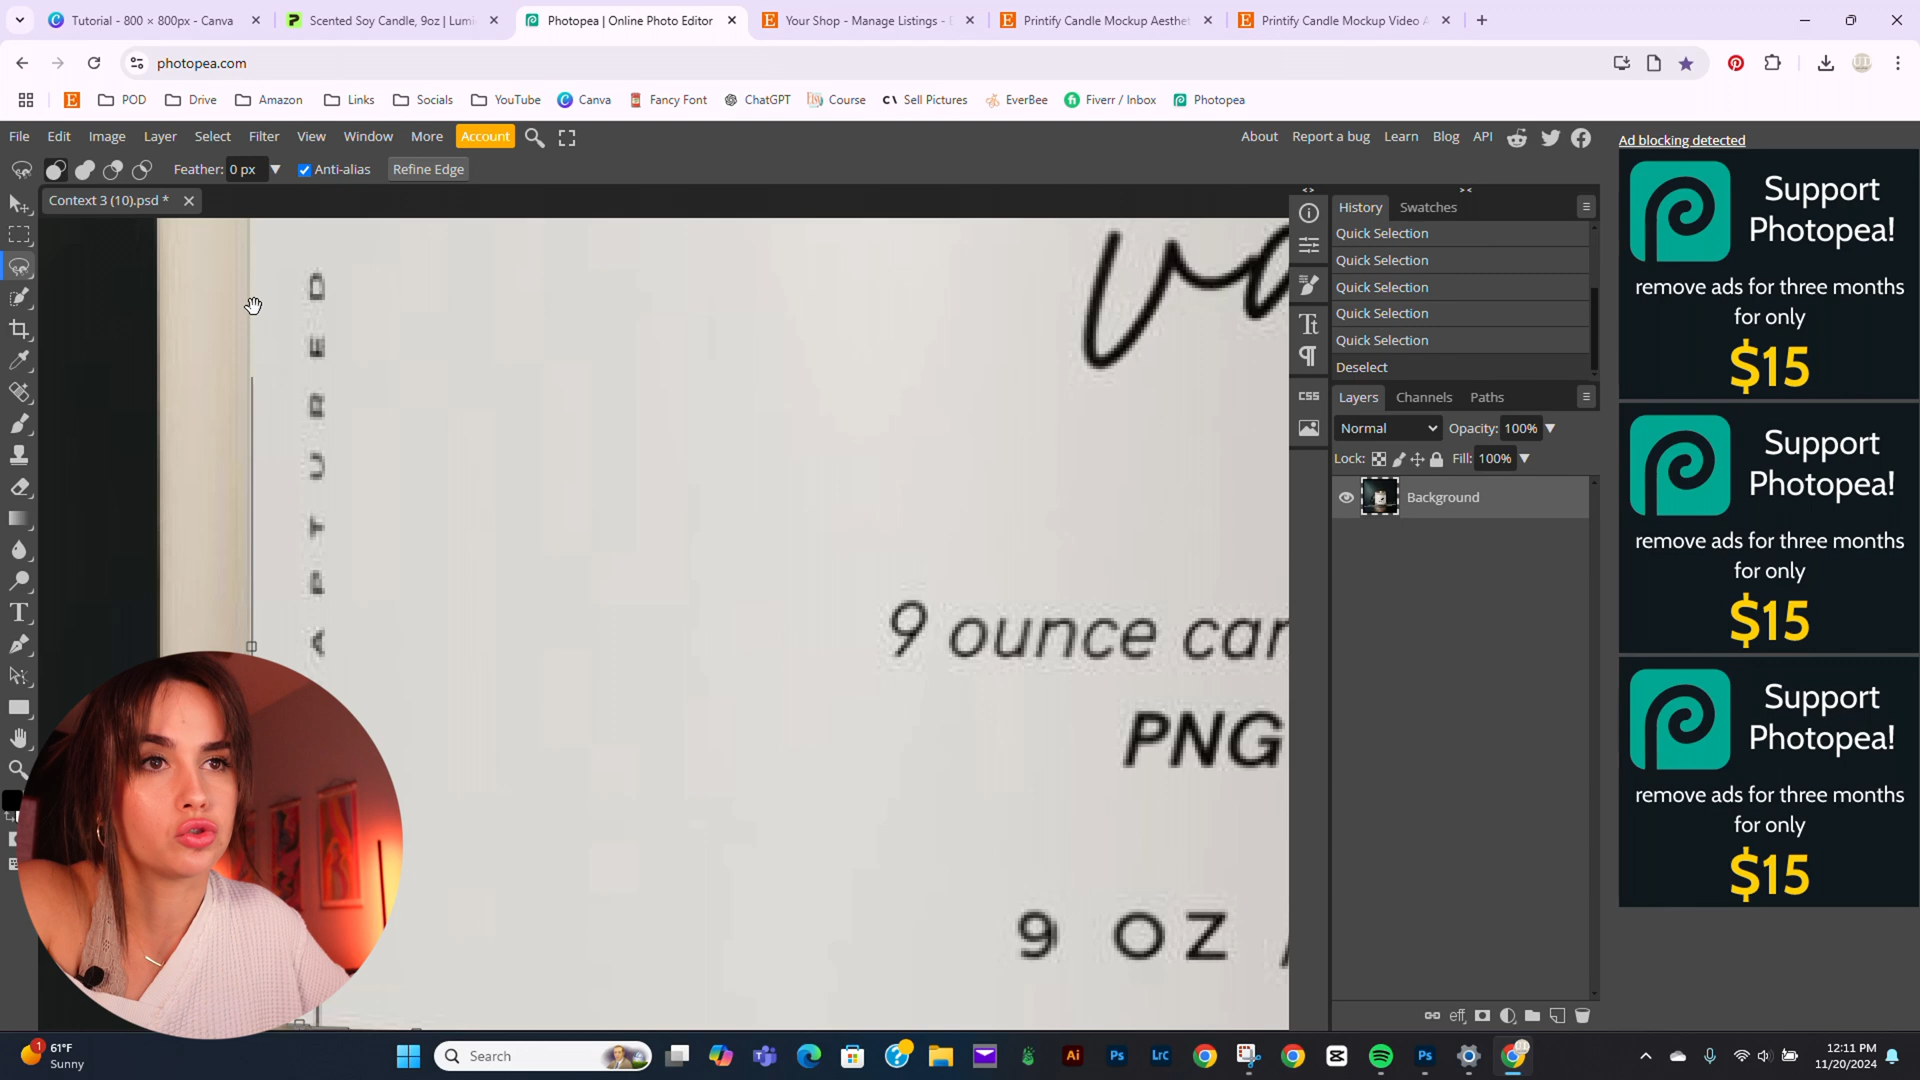 Tutorial - 800 × 800px - Canva
Scented Soy Candle, 9oz | Lumi
Photopea | Online Photo Editor
Your Shop - Manage Listings - E
Printify Candle Mockup Aesthet
Printify Candle Mockup Video A
photopea.com
POD
Drive
Amazon
Links
Socials
YouTube
Canva
Fancy Font
ChatGPT
Course
Sell Pictures
EverBee
Fiverr / Inbox
Photopea
File Edit Image Layer Select Filter View Window More Account
About Report a bug Learn Blog API
Ad blocking detected
Feather: 0 px Anti-alias Refine Edge
Context 3 (10).psd *
History Swatches
Quick Selection
Quick Selection
Quick Selection
Quick Selection
Quick Selection
Deselect
Layers Channels Paths
Normal Opacity: 100%
Lock: Fill: 100%
Background
CSS
eff
9 ounce can
PNG
9 OZ
Support
Photopea!
remove ads for three months
for only
$15
Support
Photopea!
remove ads for three months
for only
$15
Support
Photopea!
remove ads for three months
for only
$15
61°F
Sunny
Search
12:11 PM
11/20/2024